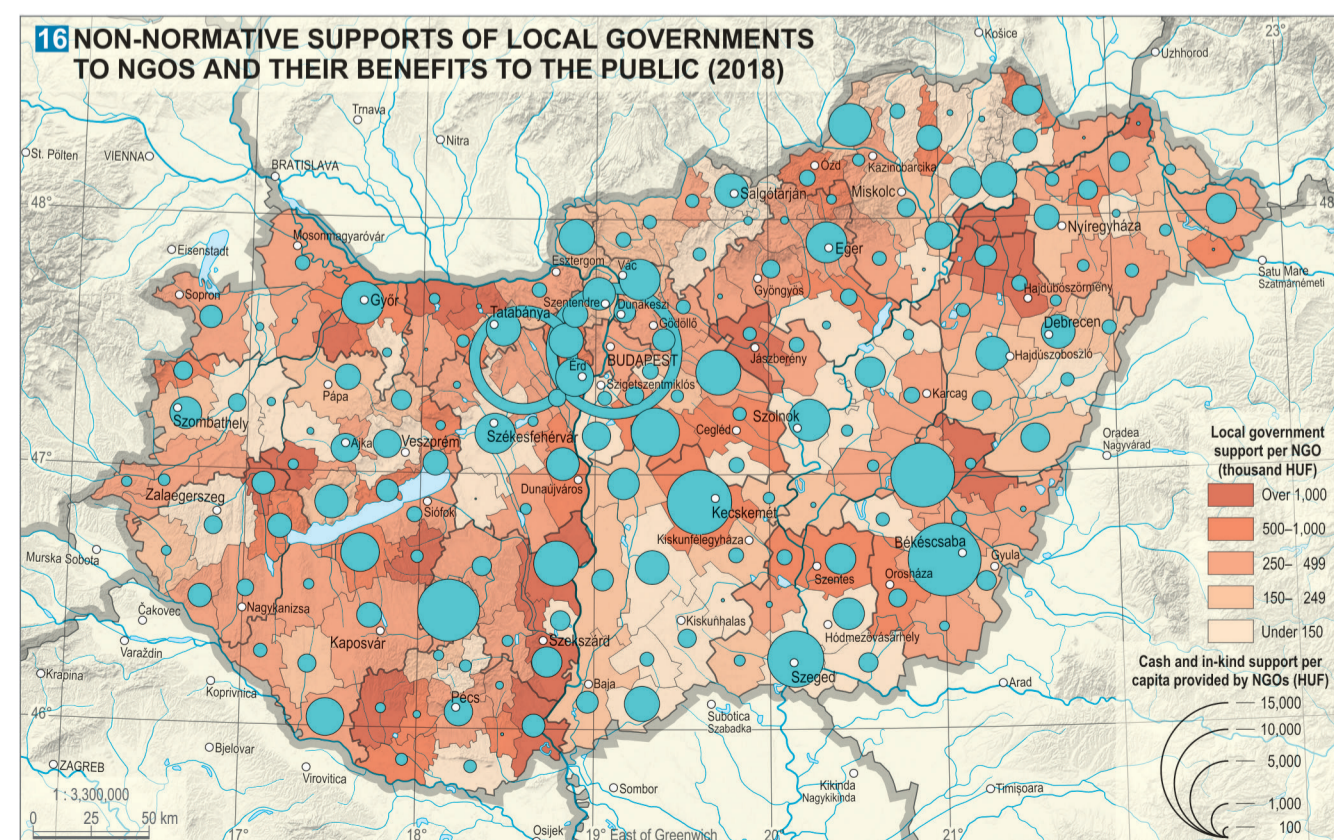 16 NON-NORMATIVE SUPPORTS OF LOCAL GOVERNMENTS
TO NGOS AND THEIR BENEFITS TO THE PUBLIC (2018)
23°
Košice
Uzhhorod
Trnava
Nitra
St. Pölten
VIENNA
BRATISLAVA
Ózd
Kazincbarcika
Miskolc
Salgótarján
48°
48
Mosonmagyaróvár
Eisenstadt
Nyíregyháza
Eger
Esztergom
Vác
Satu Mare
Szatmárnémeti
Sopron
Győr
Gyöngyös
Hajdúböszörmény
Szentendre
Dunakeszi
Tatabánya
Gödöllő
Debrecen
BUDAPEST
Jászberény
Hajdúszoboszló
Érd
Szigetszentmiklós
Pápa
Karcag
Szombathely
Szolnok
Cegléd
Ajka
Veszprém
Székesfehérvár
Oradea
Nagyvárad
47°
Dunaújváros
Zalaegerszeg
Siófok
Kecskemét
Kiskunfélegyháza
Békéscsaba
Gyula
Murska Sobota
Szentes
Orosháza
Čakovec
Nagykanizsa
Varaždin
Kaposvár
Szekszárd
Kiskunhalas
Hódmezővásárhely
Krapina
Koprivnica
Baja
Szeged
Arad
Pécs
46°
Subotica
Szabadka
Bjelovar
ZAGREB
Virovitica
Sombor
Kikinda
Nagykikinda
Timișoara
1 : 3,300,000
0 25 50 km
17°
18°
Osijek
19° East of Greenwich
20°
21°
Local government
support per NGO
(thousand HUF)
Over 1,000
500–1,000
250– 499
150– 249
Under 150
Cash and in-kind support per
capita provided by NGOs (HUF)
15,000
10,000
5,000
1,000
100